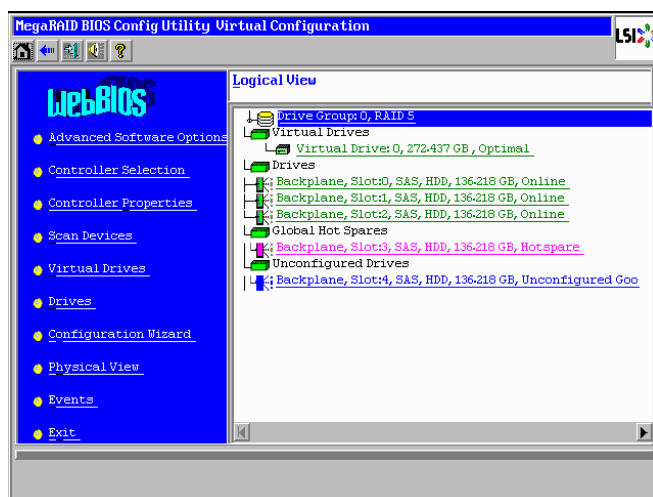 MegaRAID BIOS Config Utility Virtual Configuration
LSI
?
WebBIOS
Advanced Software Options
Controller Selection
Controller Properties
Scan Devices
Virtual Drives
Drives
Configuration Wizard
Physical View
Events
Exit
Logical View
Drive Group: 0, RAID 5
Virtual Drives
Virtual Drive: 0, 272.437 GB , Optimal
Drives
Backplane, Slot:0, SAS, HDD, 136.218 GB, Online
Backplane, Slot:1, SAS, HDD, 136.218 GB, Online
Backplane, Slot:2, SAS, HDD, 136.218 GB, Online
Global Hot Spares
Backplane, Slot:3, SAS, HDD, 136.218 GB, Hotspare
Unconfigured Drives
Backplane, Slot:4, SAS, HDD, 136.218 GB, Unconfigured Goo